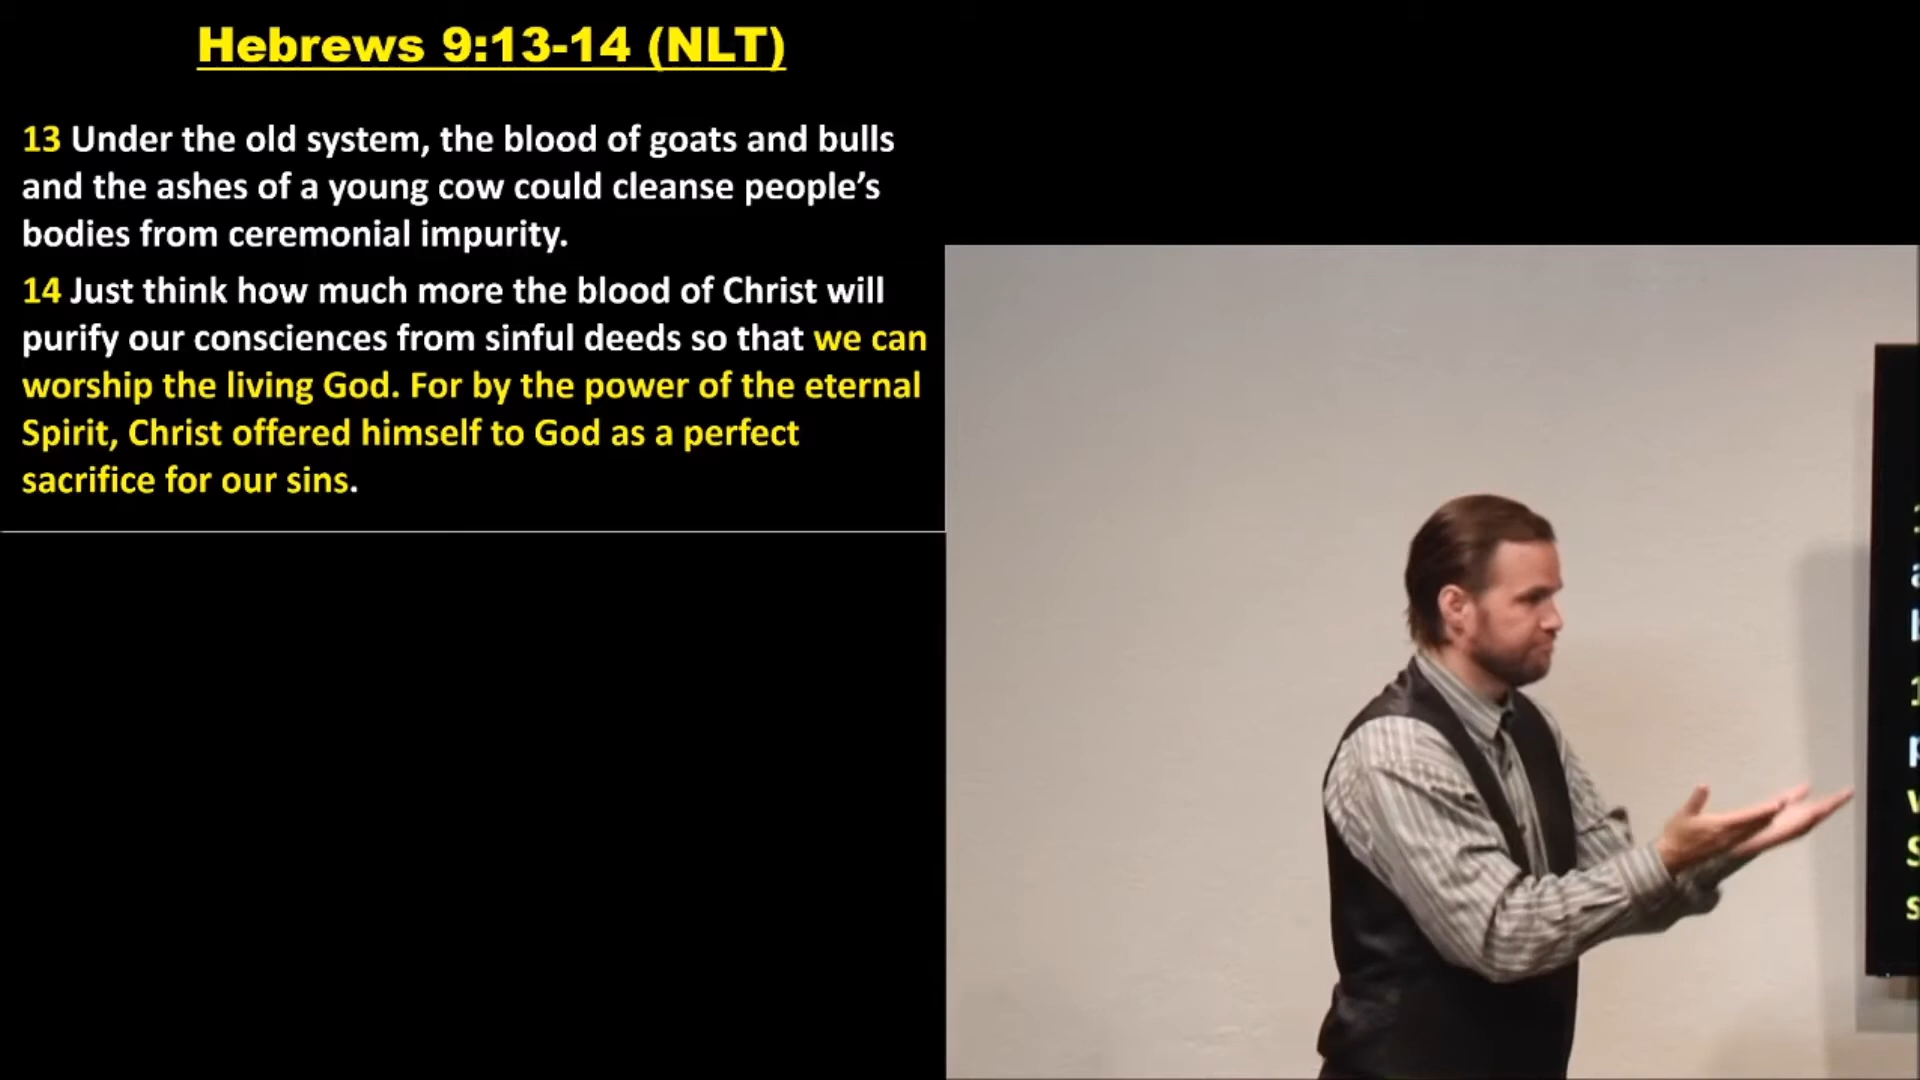 Hebrews 9:13-14 (NLT)
13 Under the old system, the blood of goats and bulls
and the ashes of a young cow could cleanse people’s
bodies from ceremonial impurity.
14 Just think how much more the blood of Christ will
purify our consciences from sinful deeds so that we can
worship the living God. For by the power of the eternal
Spirit, Christ offered himself to God as a perfect
sacrifice for our sins.